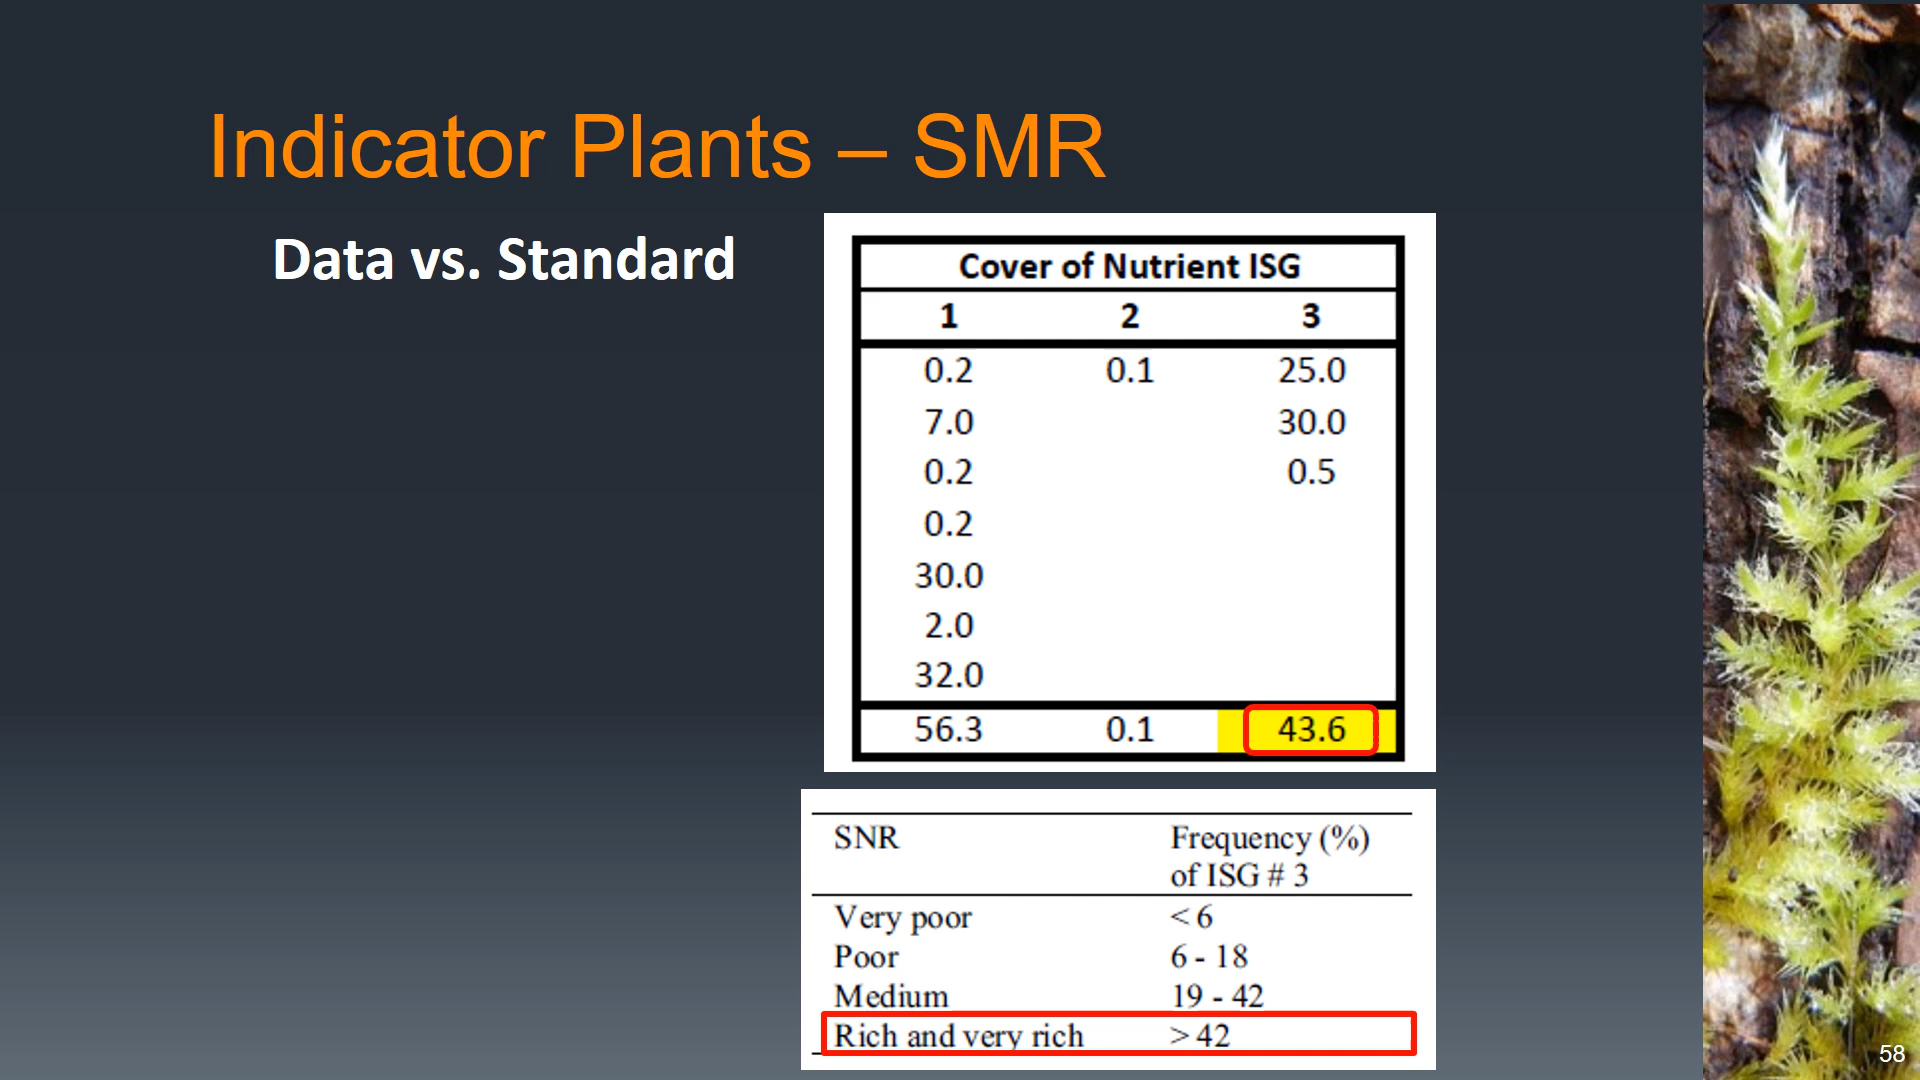 Indicator Plants – SMR
Data vs. Standard
Cover of Nutrient ISG
1 2 3
0.2 0.1 25.0
7.0 30.0
0.2 0.5
0.2
30.0
2.0
32.0
56.3 0.1 43.6
SNR Frequency (%)
of ISG # 3
Very poor < 6
Poor 6 - 18
Medium 19 - 42
Rich and very rich > 42
58